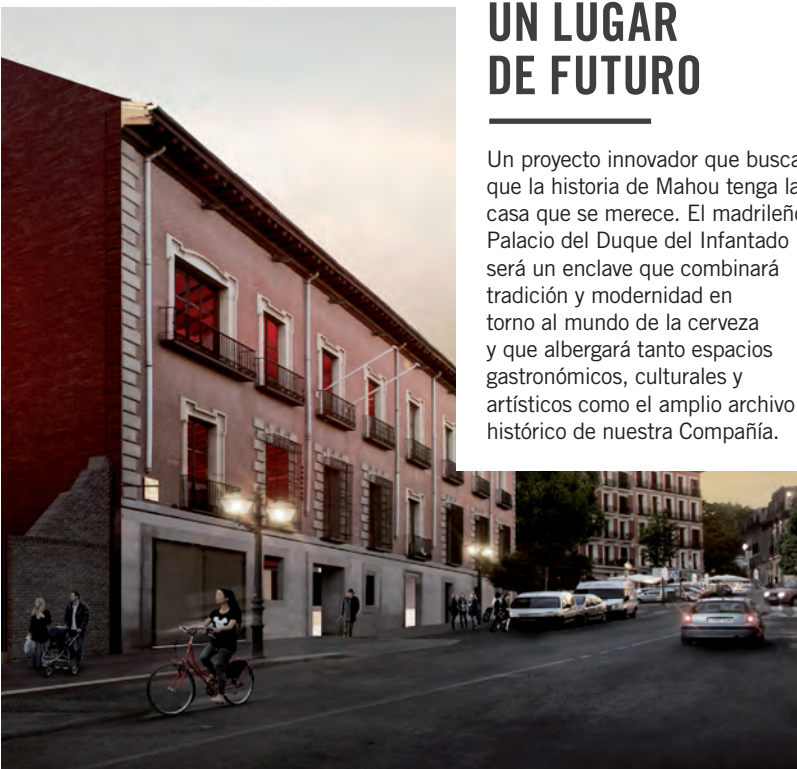 UN LUGAR
DE FUTURO
Un proyecto innovador que busca
que la historia de Mahou tenga la
casa que se merece. El madrileño
Palacio del Duque del Infantado
será un enclave que combinará
tradición y modernidad en
torno al mundo de la cerveza
y que albergará tanto espacios
gastronómicos, culturales y
artísticos como el amplio archivo
histórico de nuestra Compañía.